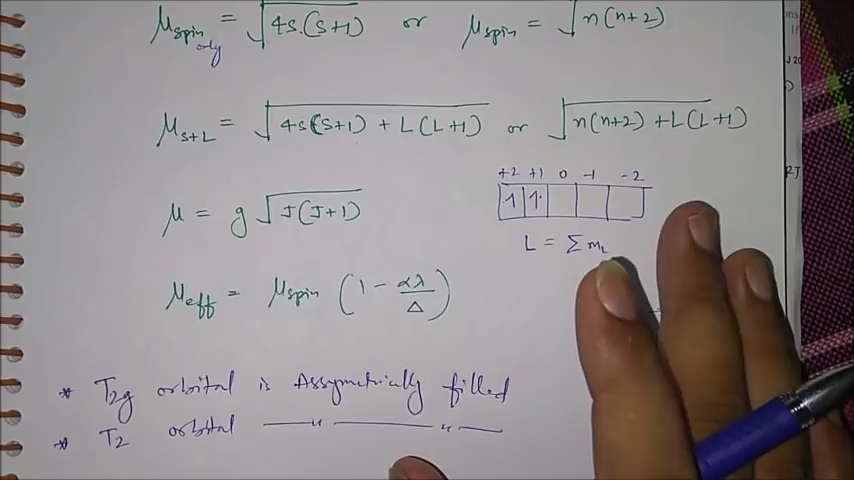 μspin only = √4s.(s+1) or μspin = √n(n+2)
μS+L = √4s(s+1) + L(L+1) or √n(n+2) + L(L+1)
μ = g √J(J+1)
+2 +1 0 -1 -2
1 1
L = Σ mL
μeff = μspin (1 - αλ/Δ)
* T2g orbital is Assymetrically filled
* T2 orbital —— " —— " ——